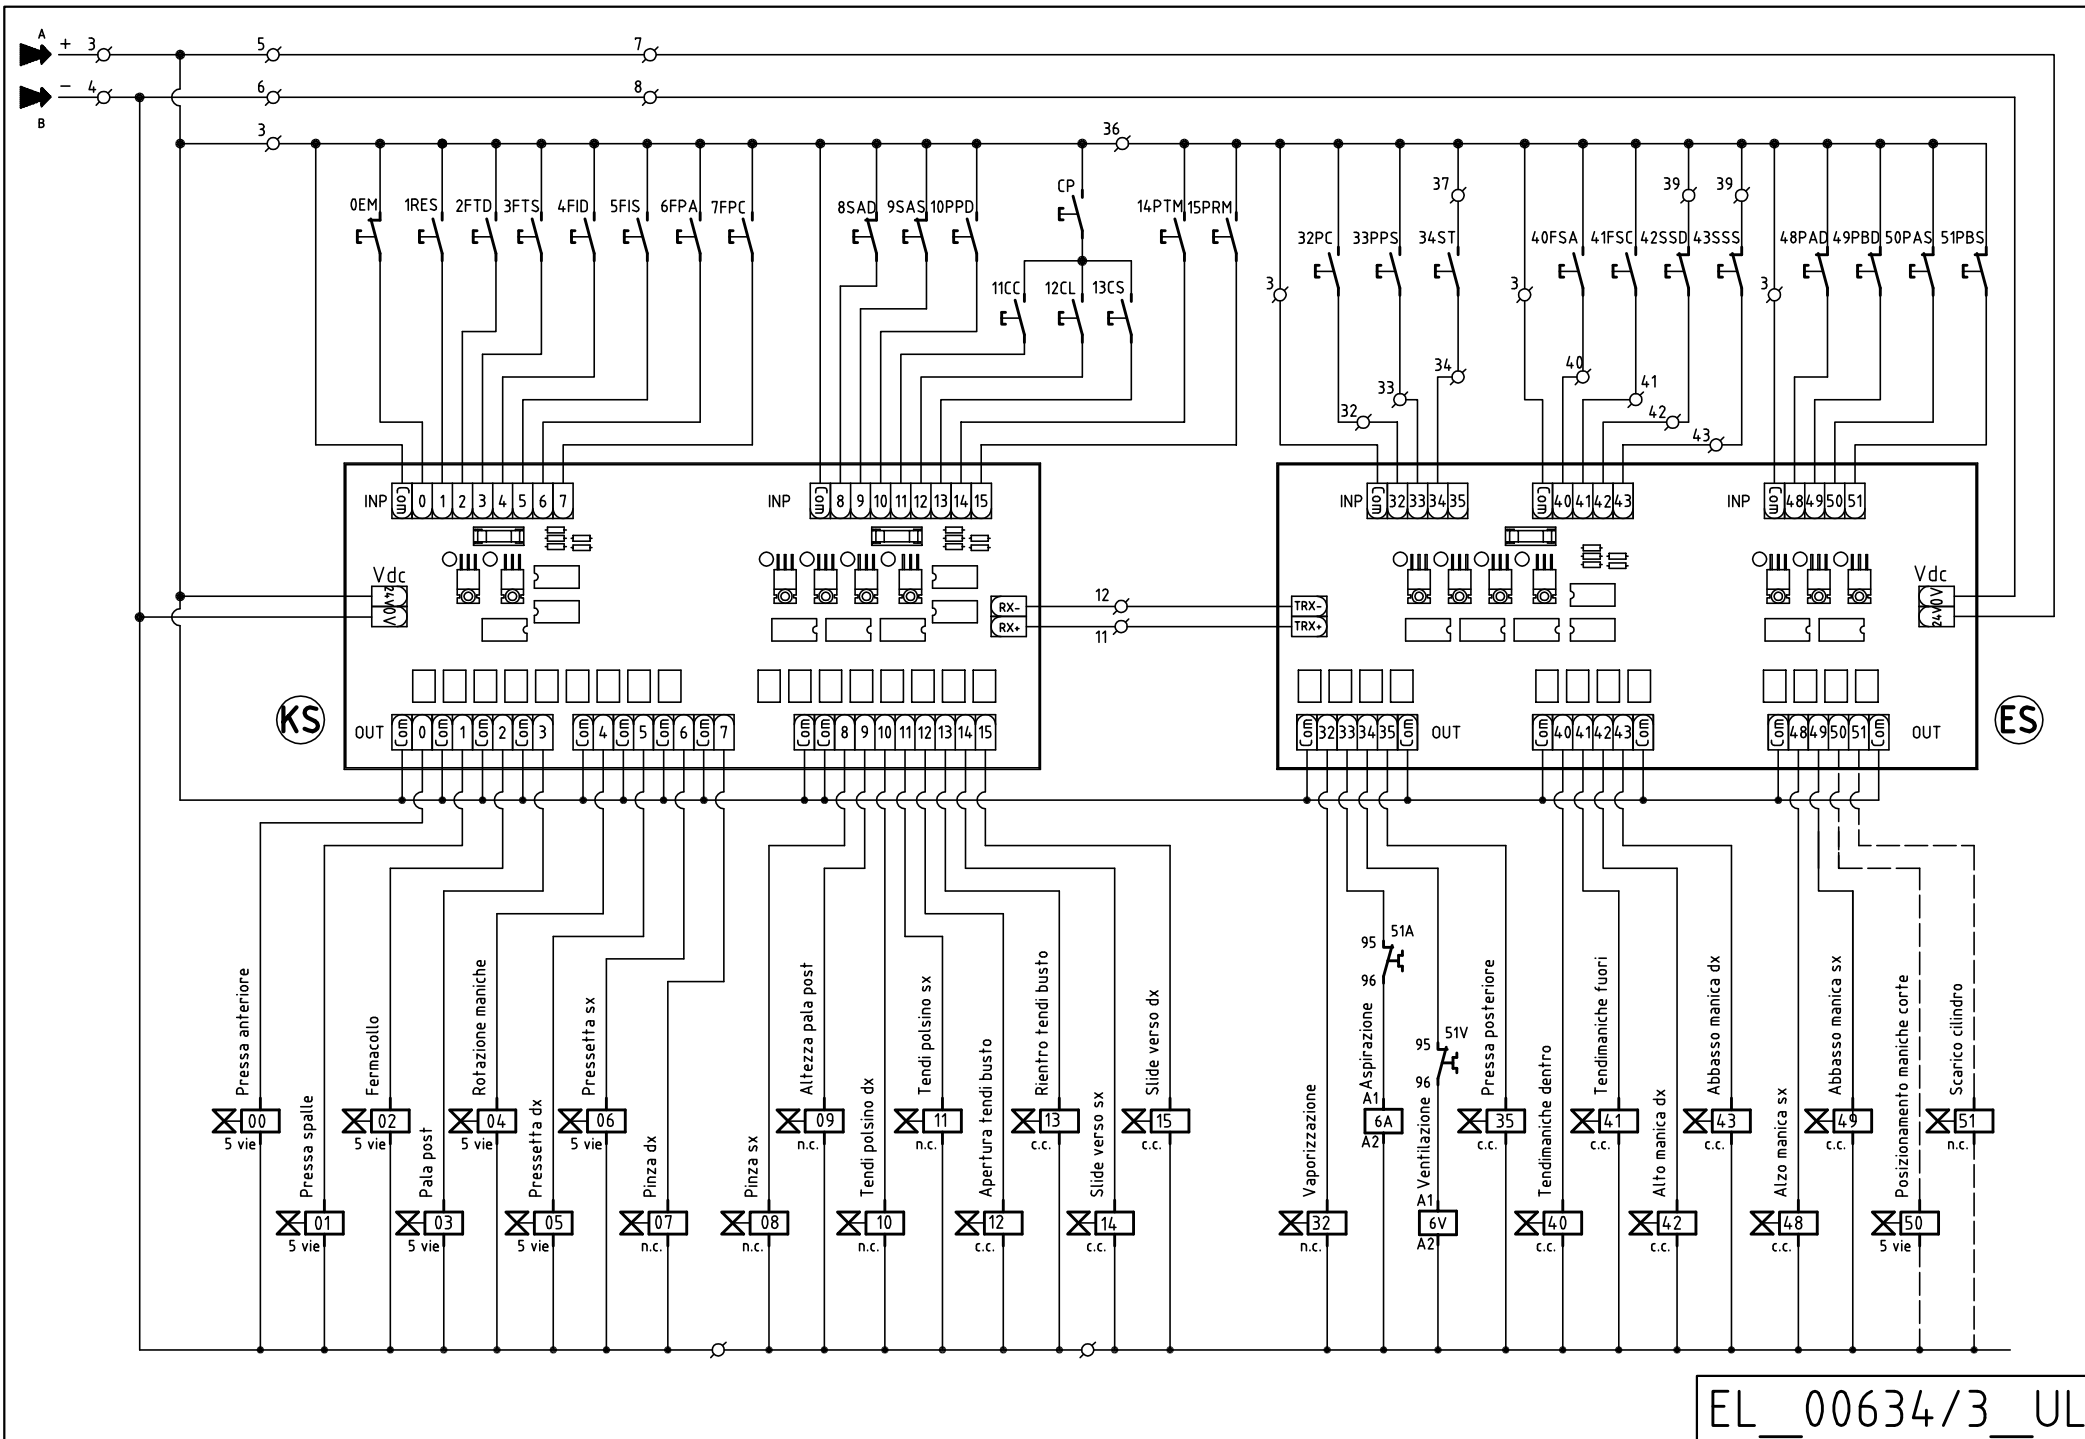 A
+ 3 5 7
- 4 6 8
B
3 36
CP 37 39 39
0EM 1RES 2FTD 3FTS 4FID 5FIS 6FPA 7FPC 8SAD 9SAS 10PPD 14PTM 15PRM
32PC 33PPS 34ST 40FSA 41FSC 42SSD 43SSS 48PAD 49PBD 50PAS 51PBS
11CC 12CL 13CS 3 3 3
34 40
33 41
32 42
43
INP Com 0 1 2 3 4 5 6 7
INP Com 8 9 10 11 12 13 14 15
INP Com 32 33 34 35
Com 40 41 42 43
INP Com 48 49 50 51
Vdc
24V 0V
RX-
RX+
12
11
TRX-
TRX+
Vdc
0V
24V
KS
ES
OUT Com 0 Com 1 Com 2 Com 3
Com 4 Com 5 Com 6 Com 7
Com Com 8 9 10 11 12 13 14 15
Com 32 33 34 35 Com OUT
Com 40 41 42 43 Com
Com 48 49 50 51 Com OUT
95 51A
96
95 51V
96
Pressa anteriore
00
5 vie
Pressa spalle
01
5 vie
Fermacollo
02
5 vie
Pala post
03
5 vie
Rotazione maniche
04
5 vie
Pressetta dx
05
5 vie
Pressetta sx
06
5 vie
Pinza dx
07
n.c.
Pinza sx
08
n.c.
Altezza pala post
09
n.c.
Tendi polsino dx
10
n.c.
Tendi polsino sx
11
n.c.
Apertura tendi busto
12
c.c.
Rientro tendi busto
13
c.c.
Slide verso sx
14
c.c.
Slide verso dx
15
c.c.
Vaporizzazione
32
n.c.
Aspirazione
A1
6A
A2
Ventilazione
A1
6V
A2
Pressa posteriore
35
c.c.
Tendimaniche dentro
40
c.c.
Tendimaniche fuori
41
c.c.
Alto manica dx
42
c.c.
Abbasso manica dx
43
c.c.
Alzo manica sx
48
c.c.
Abbasso manica sx
49
c.c.
Posizionamento maniche corte
50
5 vie
Scarico cilindro
51
n.c.
EL__00634/3__UL